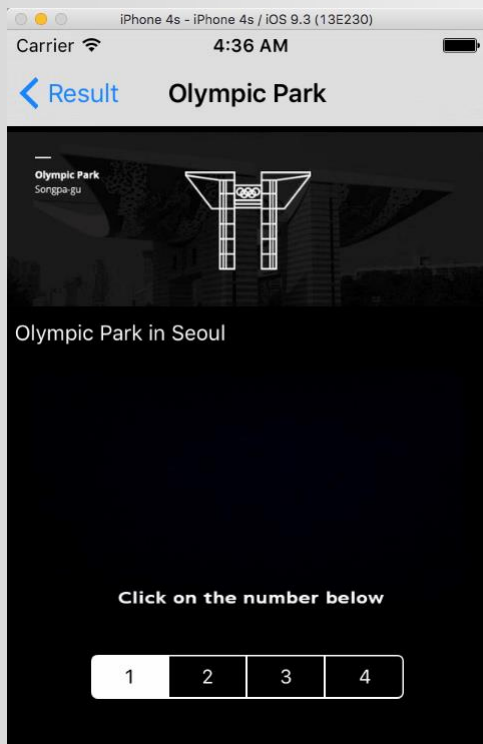 iPhone 4s - iPhone 4s / iOS 9.3 (13E230)
Carrier 4:36 AM
Result Olympic Park
Olympic Park
Songpa-gu
Olympic Park in Seoul
Click on the number below
1 2 3 4